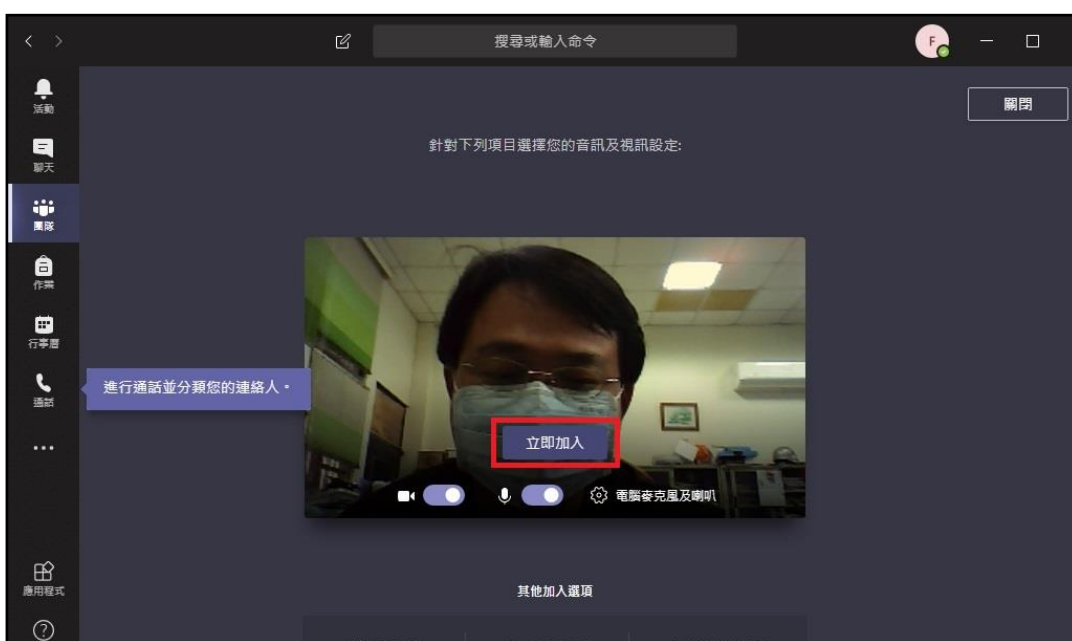 搜尋或輸入命令
F
活動
關閉
聊天
針對下列項目選擇您的音訊及視訊設定:
團隊
作業
行事曆
進行通話並分類您的連絡人。
通話
立即加入
電腦麥克風及喇叭
應用程式
其他加入選項